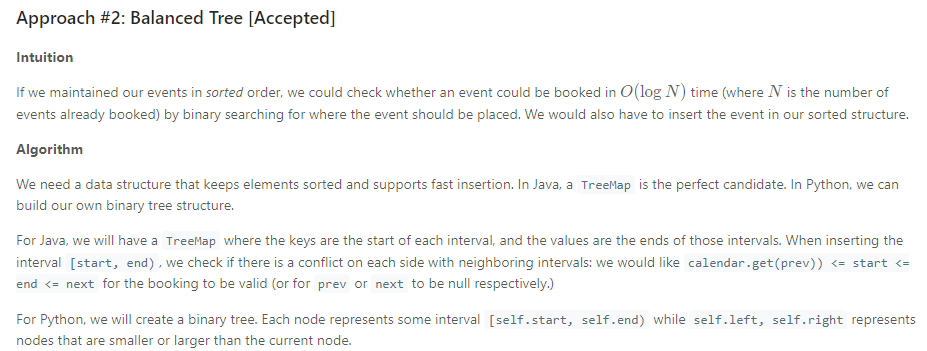 Approach #2: Balanced Tree [Accepted]
Intuition
If we maintained our events in sorted order, we could check whether an event could be booked in O(log N) time (where N is the number of
events already booked) by binary searching for where the event should be placed. We would also have to insert the event in our sorted structure.
Algorithm
We need a data structure that keeps elements sorted and supports fast insertion. In Java, a TreeMap is the perfect candidate. In Python, we can
build our own binary tree structure.
For Java, we will have a TreeMap where the keys are the start of each interval, and the values are the ends of those intervals. When inserting the
interval [start, end), we check if there is a conflict on each side with neighboring intervals: we would like calendar.get(prev)) <= start <=
end <= next for the booking to be valid (or for prev or next to be null respectively.)
For Python, we will create a binary tree. Each node represents some interval [self.start, self.end) while self.left, self.right represents
nodes that are smaller or larger than the current node.